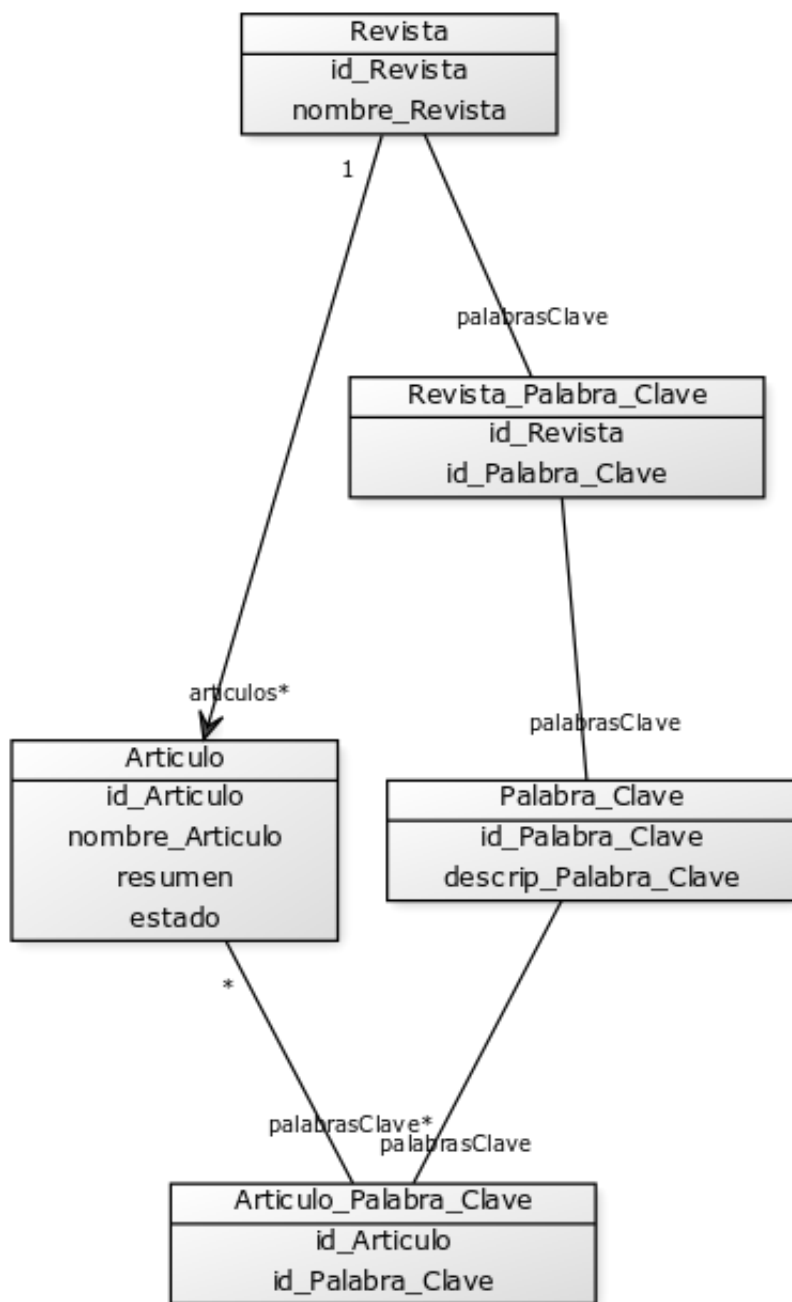 Revista
id_Revista
nombre_Revista
1
palabrasClave
Revista_Palabra_Clave
id_Revista
id_Palabra_Clave
articulos*
palabrasClave
Articulo
id_Articulo
nombre_Articulo
resumen
estado
Palabra_Clave
id_Palabra_Clave
descrip_Palabra_Clave
*
palabrasClave*
palabrasClave
Articulo_Palabra_Clave
id_Articulo
id_Palabra_Clave